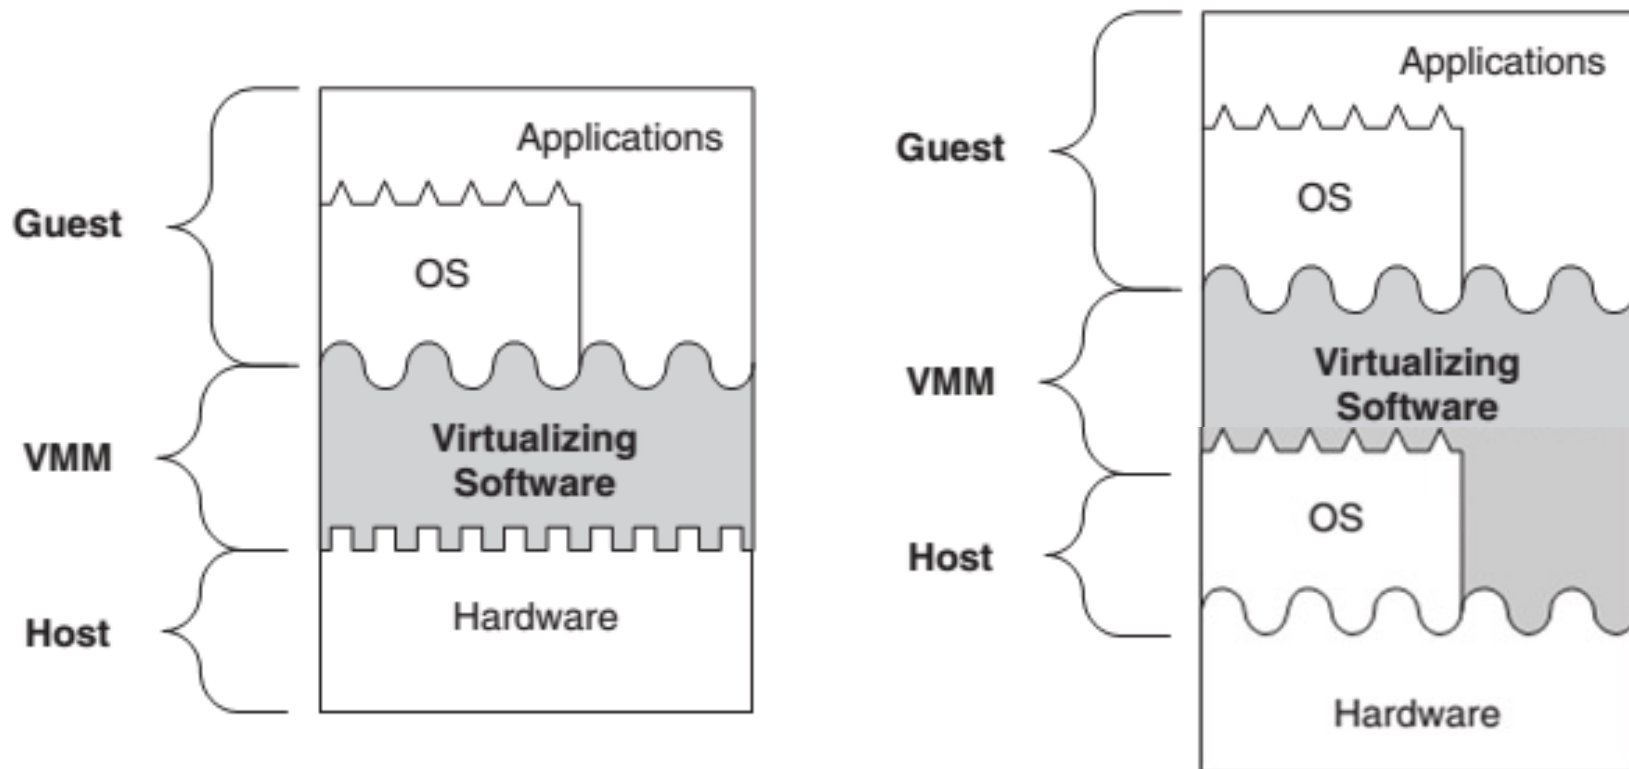 Applications
Guest
OS
VMM
Virtualizing
Software
Host
Hardware
Applications
Guest
OS
VMM
Virtualizing
Software
OS
Host
Hardware